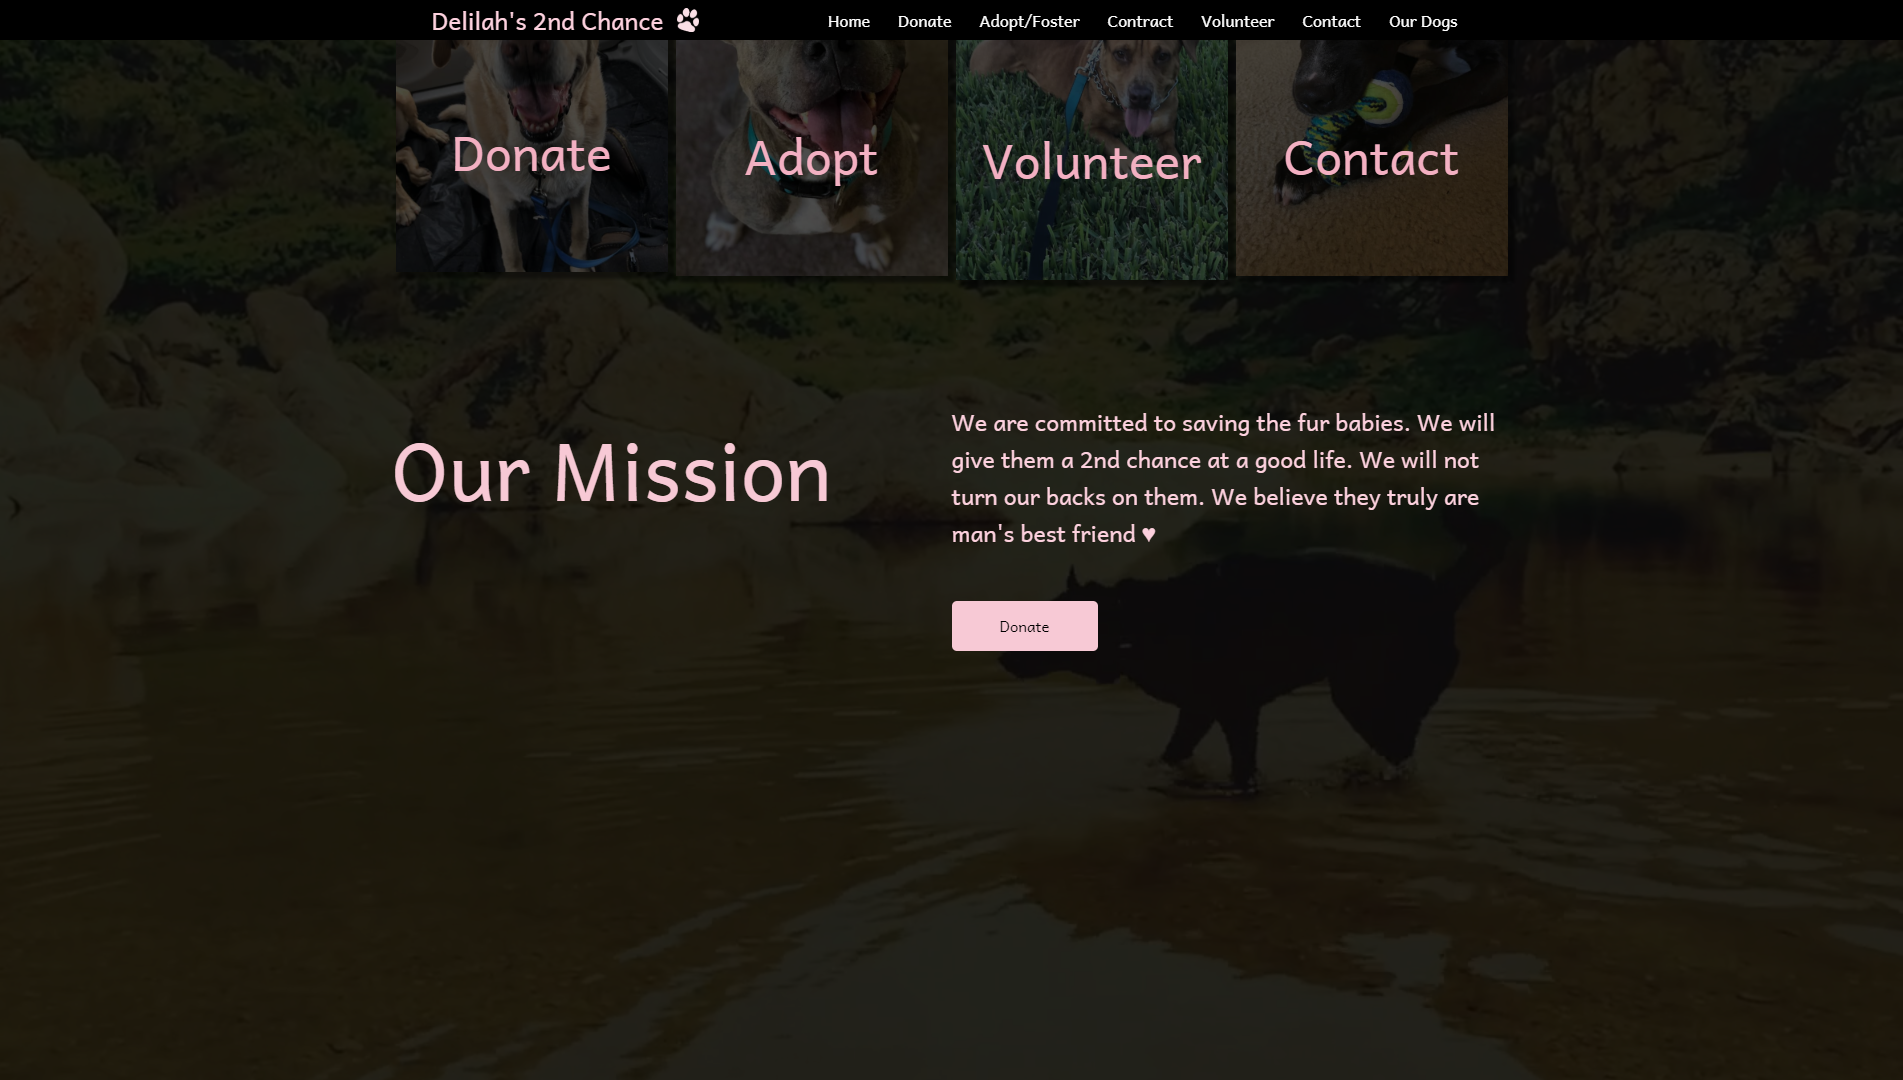 Delilah's 2nd Chance
Home Donate Adopt/Foster Contract Volunteer Contact Our Dogs
Donate
Adopt
Volunteer
Contact
Our Mission
We are committed to saving the fur babies. We will
give them a 2nd chance at a good life. We will not
turn our backs on them. We believe they truly are
man's best friend ♥
Donate